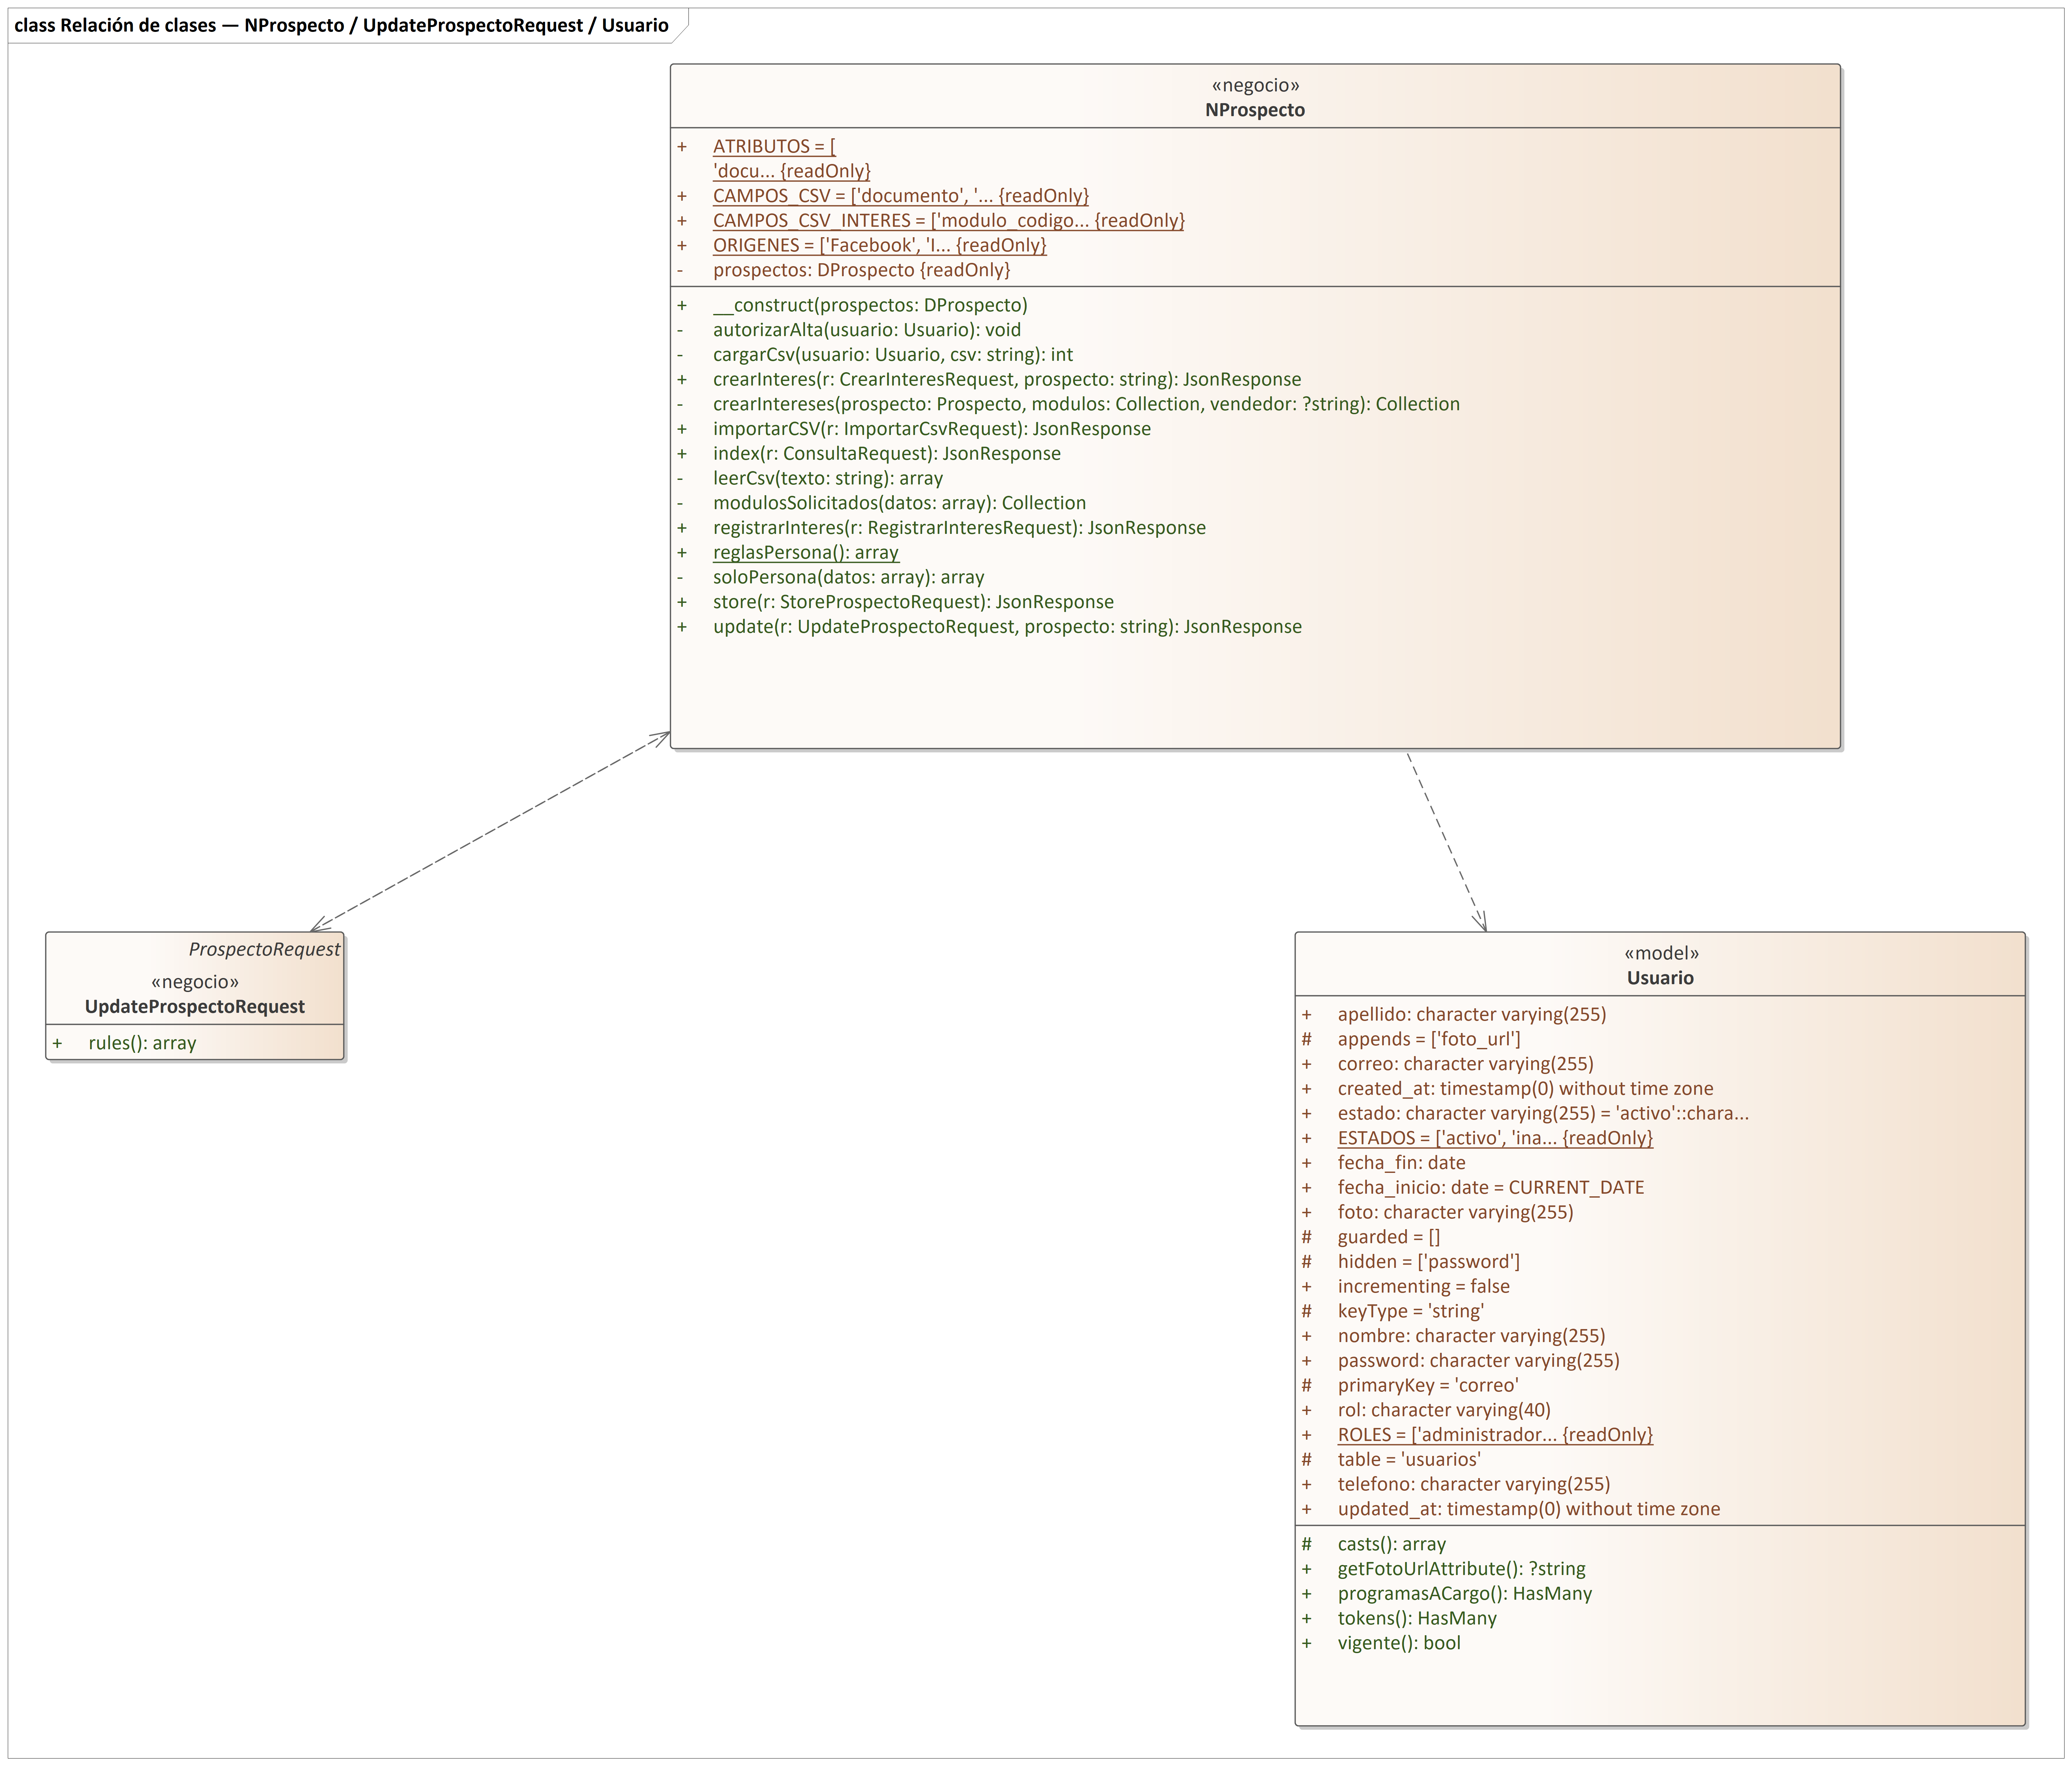 class Relación de clases — NProspecto / UpdateProspectoRequest / Usuario
«negocio»
NProspecto
+ ATRIBUTOS = [
'docu... {readOnly}
+ CAMPOS_CSV = ['documento', '... {readOnly}
+ CAMPOS_CSV_INTERES = ['modulo_codigo... {readOnly}
+ ORIGENES = ['Facebook', 'I... {readOnly}
- prospectos: DProspecto {readOnly}
+ __construct(prospectos: DProspecto)
- autorizarAlta(usuario: Usuario): void
- cargarCsv(usuario: Usuario, csv: string): int
+ crearInteres(r: CrearInteresRequest, prospecto: string): JsonResponse
- crearIntereses(prospecto: Prospecto, modulos: Collection, vendedor: ?string): Collection
+ importarCSV(r: ImportarCsvRequest): JsonResponse
+ index(r: ConsultaRequest): JsonResponse
- leerCsv(texto: string): array
- modulosSolicitados(datos: array): Collection
+ registrarInteres(r: RegistrarInteresRequest): JsonResponse
+ reglasPersona(): array
- soloPersona(datos: array): array
+ store(r: StoreProspectoRequest): JsonResponse
+ update(r: UpdateProspectoRequest, prospecto: string): JsonResponse
ProspectoRequest
«negocio»
UpdateProspectoRequest
+ rules(): array
«model»
Usuario
+ apellido: character varying(255)
# appends = ['foto_url']
+ correo: character varying(255)
+ created_at: timestamp(0) without time zone
+ estado: character varying(255) = 'activo'::chara...
+ ESTADOS = ['activo', 'ina... {readOnly}
+ fecha_fin: date
+ fecha_inicio: date = CURRENT_DATE
+ foto: character varying(255)
# guarded = []
# hidden = ['password']
+ incrementing = false
# keyType = 'string'
+ nombre: character varying(255)
+ password: character varying(255)
# primaryKey = 'correo'
+ rol: character varying(40)
+ ROLES = ['administrador... {readOnly}
# table = 'usuarios'
+ telefono: character varying(255)
+ updated_at: timestamp(0) without time zone
# casts(): array
+ getFotoUrlAttribute(): ?string
+ programasACargo(): HasMany
+ tokens(): HasMany
+ vigente(): bool